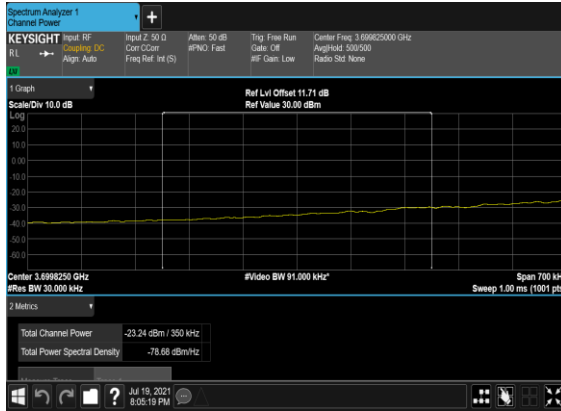 Spectrum Analyzer 1
Channel Power
+
KEYSIGHT
RL
LU
Input: RF
Coupling: DC
Align: Auto
Input Z: 50 Ω
Corr CCorr
Freq Ref: Int (S)
Atten: 50 dB
#PNO: Fast
Trig: Free Run
Gate: Off
#IF Gain: Low
Center Freq: 3.699825000 GHz
Avg|Hold: 500/500
Radio Std: None
1 Graph
Scale/Div 10.0 dB
Ref Lvl Offset 11.71 dB
Ref Value 30.00 dBm
Log
20.0
10.0
0.00
-10.0
-20.0
-30.0
-40.0
-50.0
-60.0
Center 3.6998250 GHz
#Res BW 30.000 kHz
#Video BW 91.000 kHz*
Span 700 kH
Sweep 1.00 ms (1001 pts
2 Metrics
Total Channel Power -23.24 dBm / 350 kHz
Total Power Spectral Density -78.68 dBm/Hz
?
Jul 19, 2021
8:05:19 PM